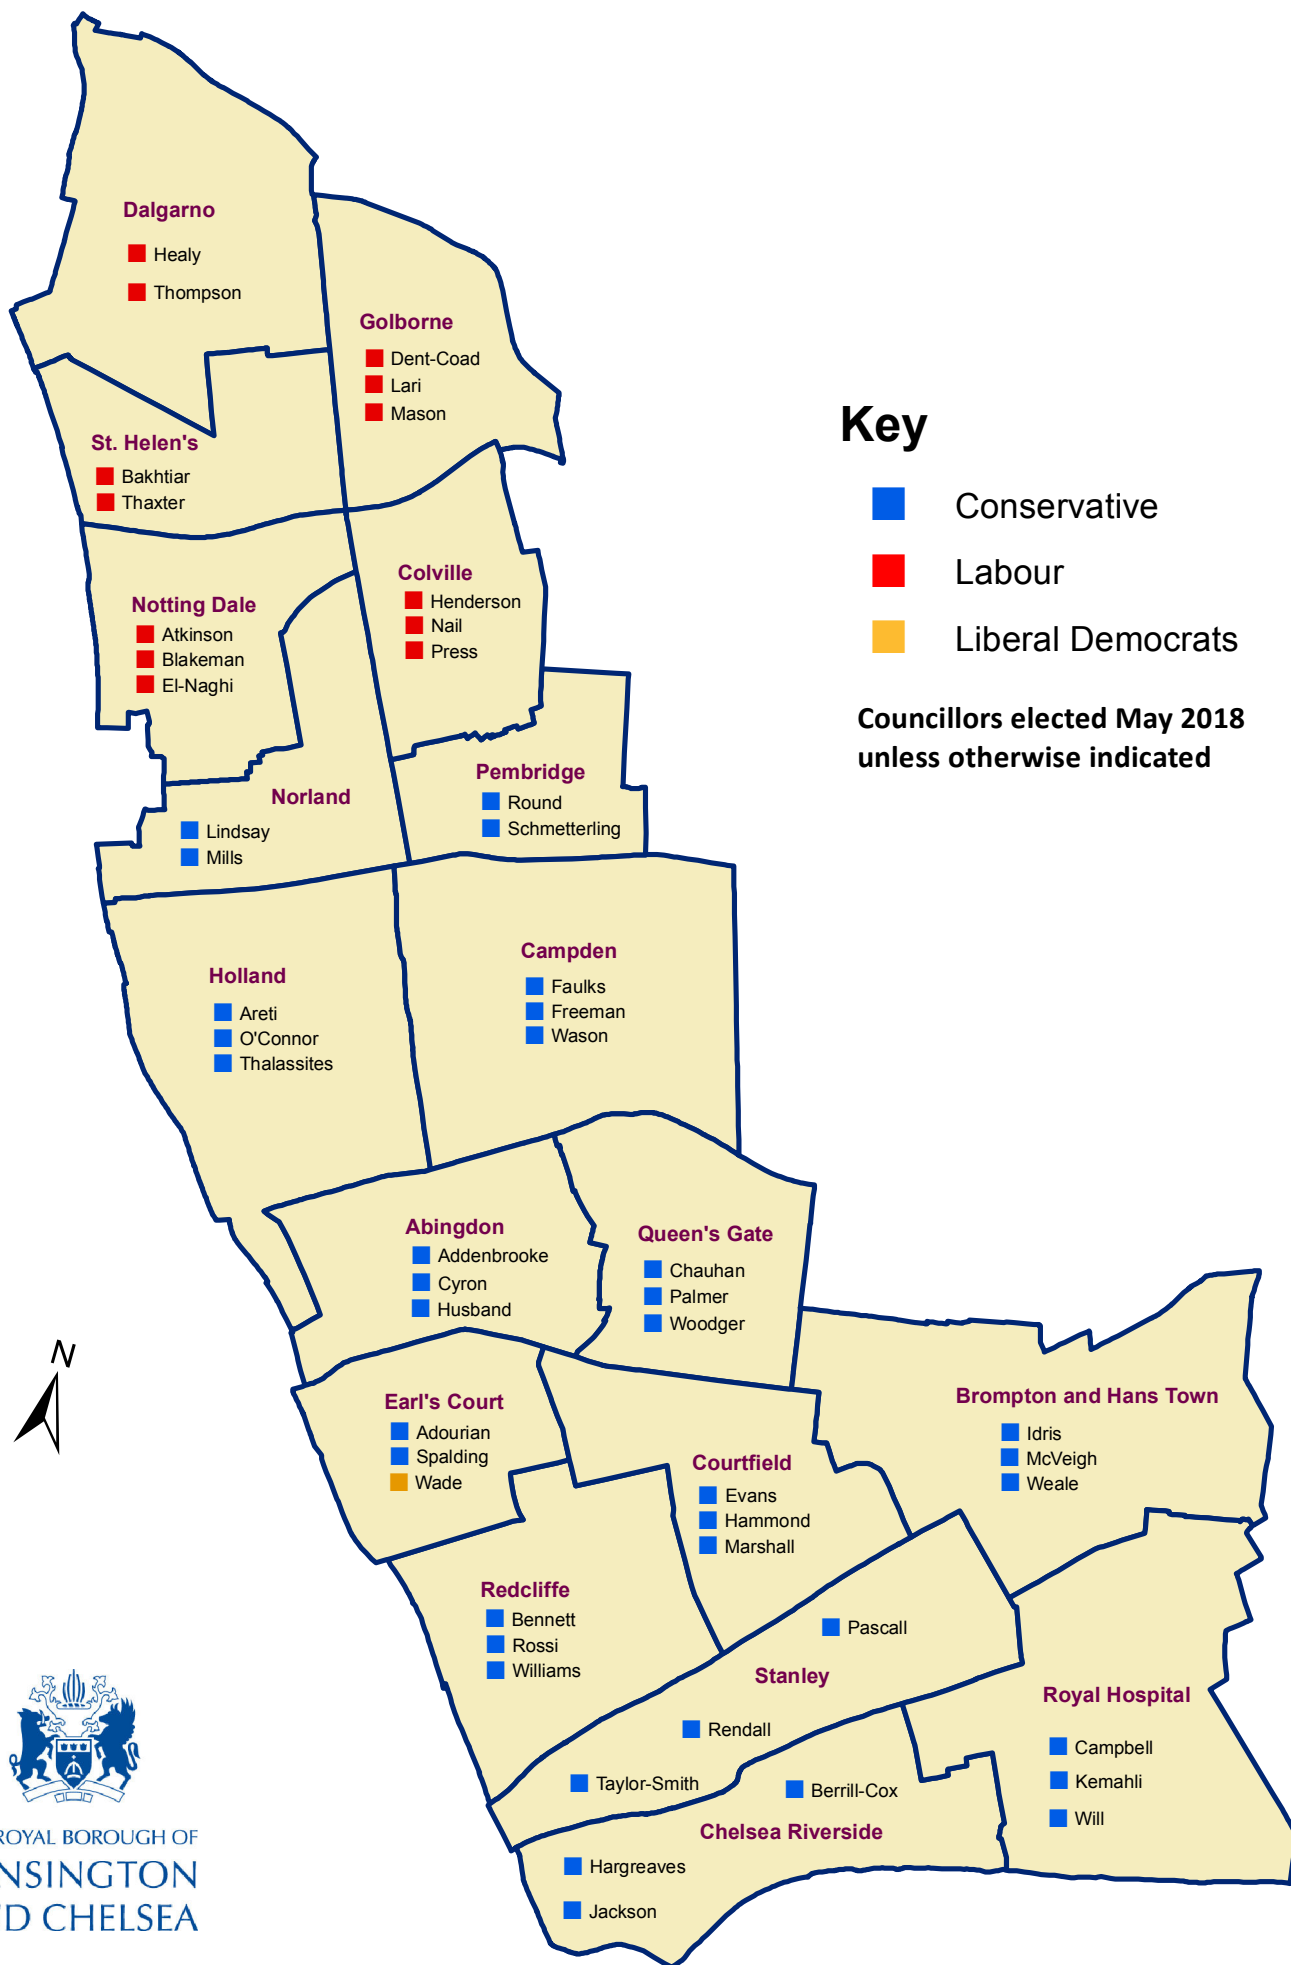 Dalgarno
Healy
Thompson
Golborne
Dent-Coad
Lari
Mason
St. Helen's
Bakhtiar
Thaxter
Key
Conservative
Labour
Liberal Democrats
Councillors elected May 2018
unless otherwise indicated
Colville
Henderson
Nail
Press
Notting Dale
Atkinson
Blakeman
El-Naghi
Pembridge
Round
Schmetterling
Norland
Lindsay
Mills
Campden
Faulks
Freeman
Wason
Holland
Areti
O'Connor
Thalassites
Abingdon
Addenbrooke
Cyron
Husband
Queen's Gate
Chauhan
Palmer
Woodger
N
Earl's Court
Adourian
Spalding
Wade
Brompton and Hans Town
Idris
McVeigh
Weale
Courtfield
Evans
Hammond
Marshall
Redcliffe
Bennett
Rossi
Williams
Pascall
Stanley
Rendall
Taylor-Smith
Royal Hospital
Campbell
Kemahli
Will
Berrill-Cox
Chelsea Riverside
Hargreaves
Jackson
ROYAL BOROUGH OF
NSINGTON
D CHELSEA